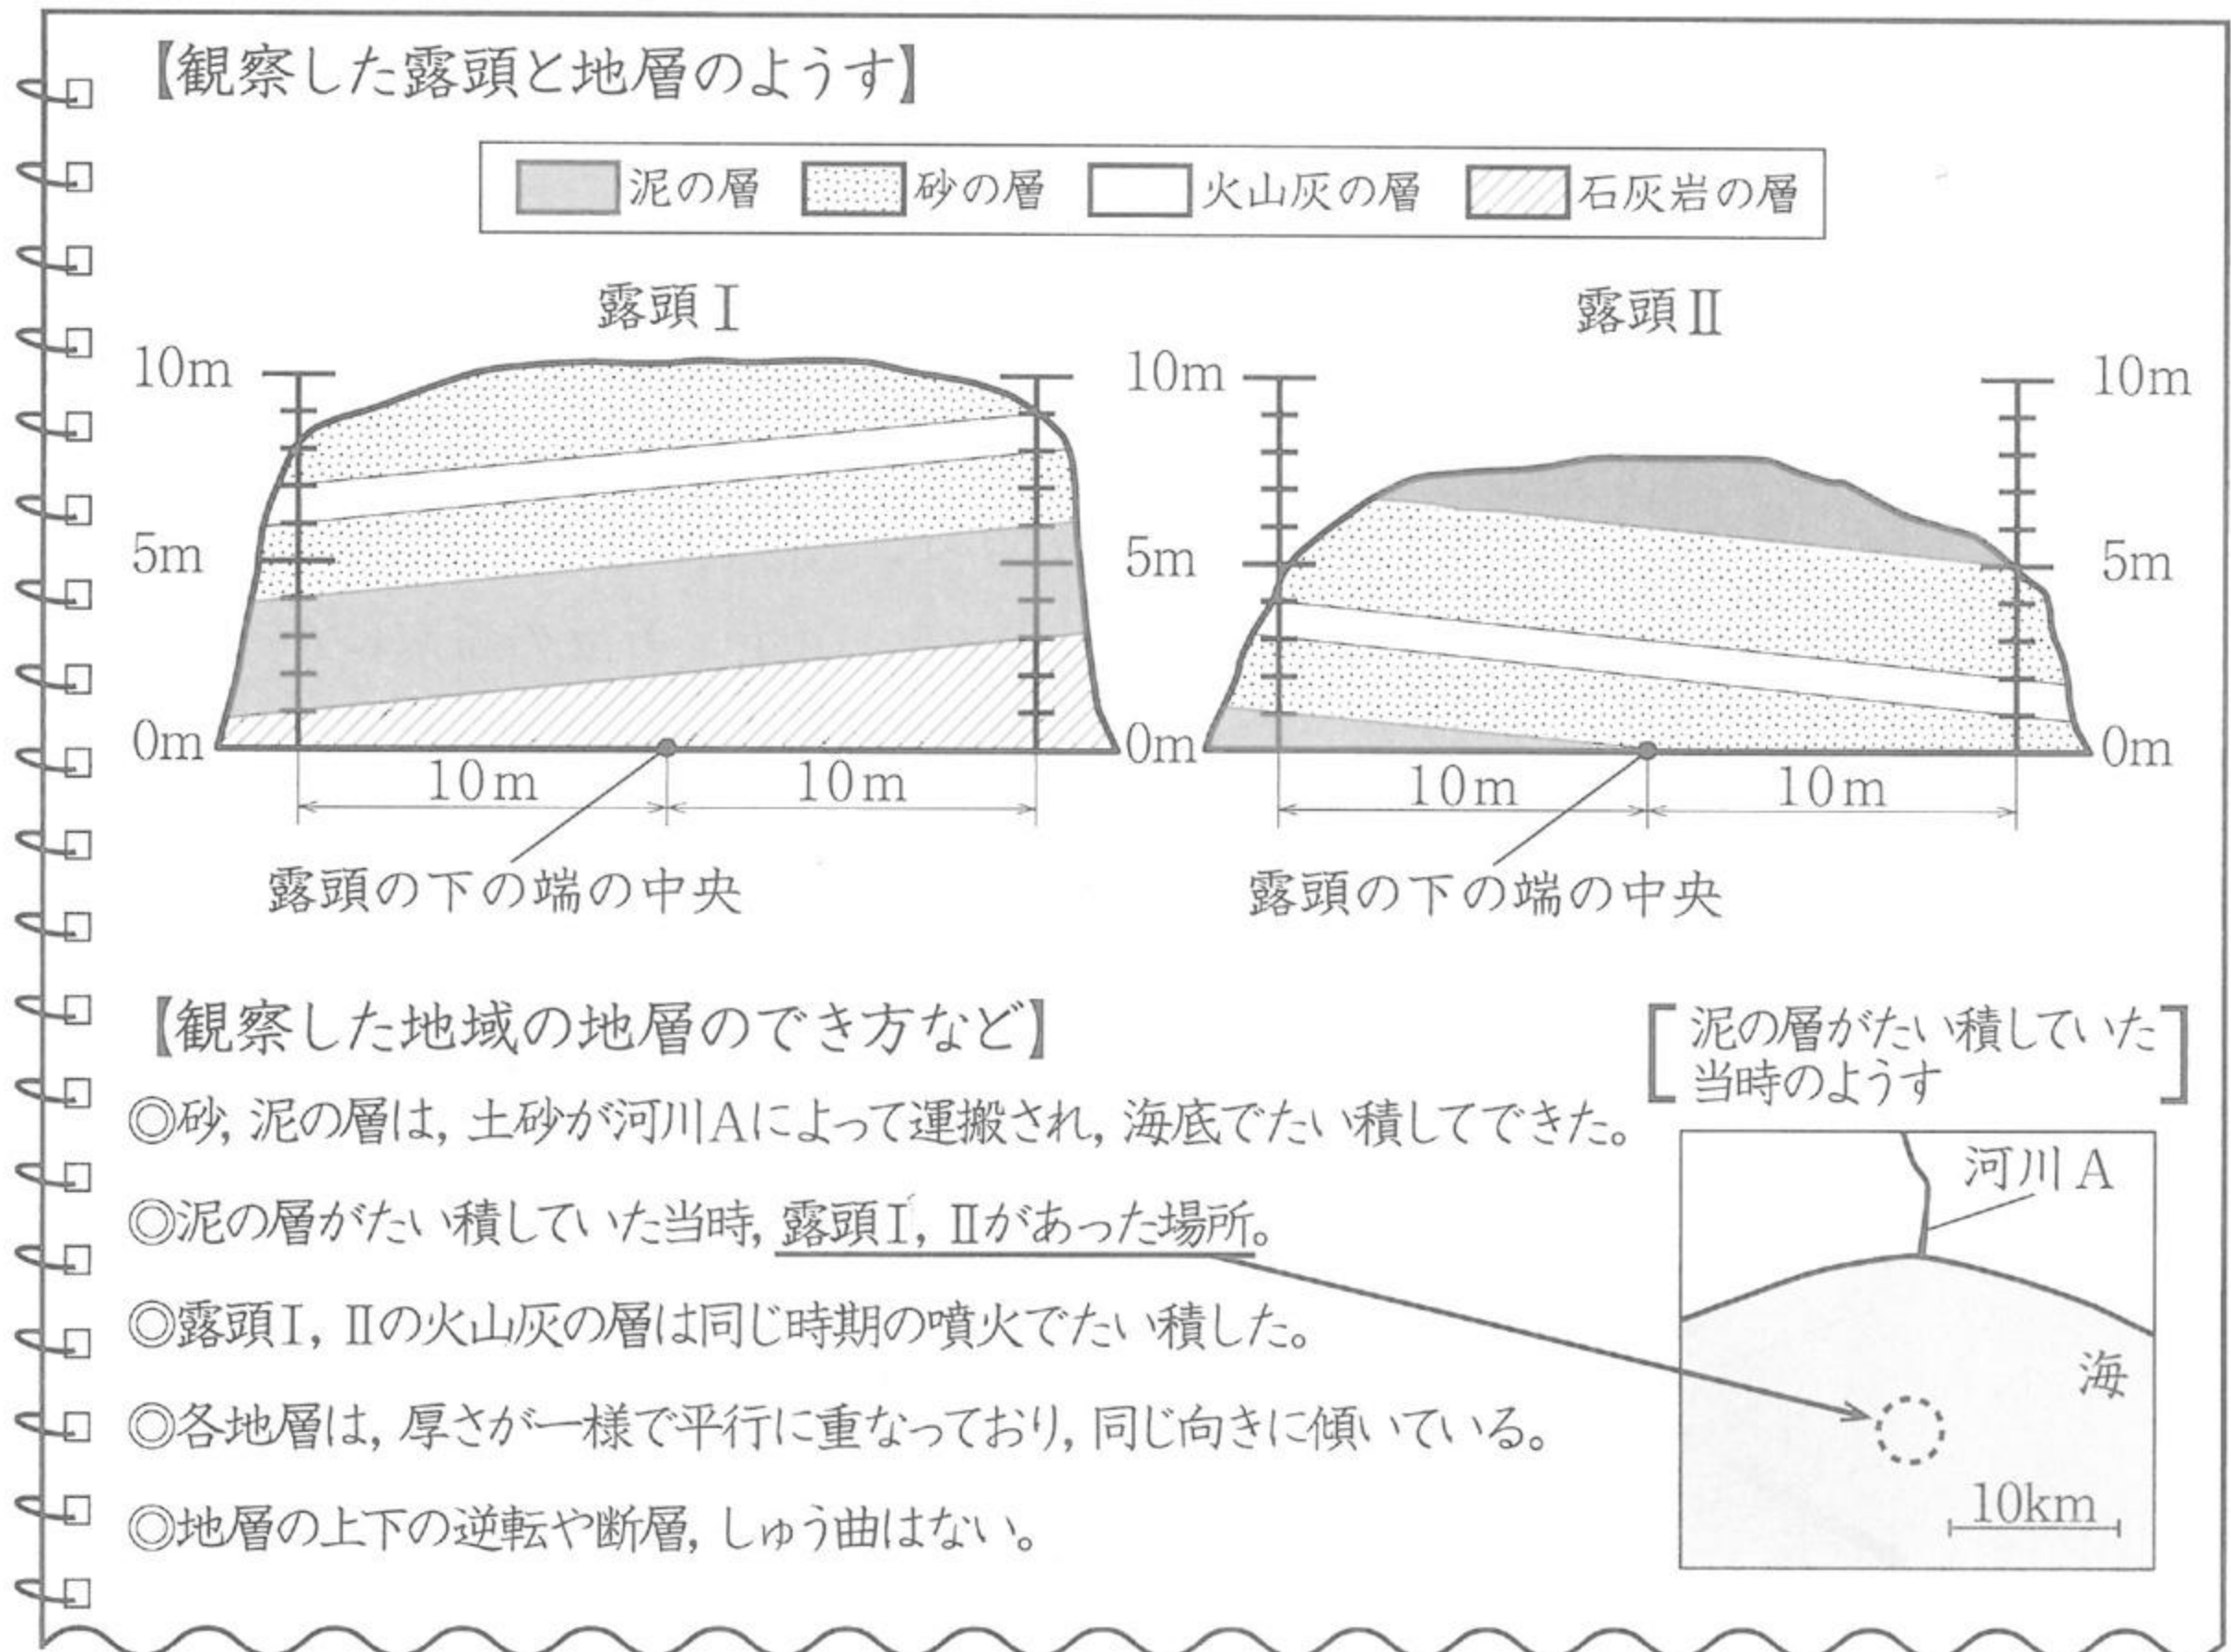 【観察した露頭と地層のようす】
泥の層 砂の層 火山灰の層 石灰岩の層
露頭Ⅰ
露頭Ⅱ
10m
5m
0m
10m
5m
0m
10m
5m
0m
10m 10m
10m 10m
露頭の下の端の中央
露頭の下の端の中央
【観察した地域の地層のでき方など】
◎砂, 泥の層は, 土砂が河川Aによって運搬され, 海底でたい積してできた。
◎泥の層がたい積していた当時, 露頭Ⅰ, Ⅱがあった場所。
◎露頭Ⅰ, Ⅱの火山灰の層は同じ時期の噴火でたい積した。
◎各地層は, 厚さが一様で平行に重なっており, 同じ向きに傾いている。
◎地層の上下の逆転や断層, しゅう曲はない。
[泥の層がたい積していた
当時のようす]
河川A
海
10km